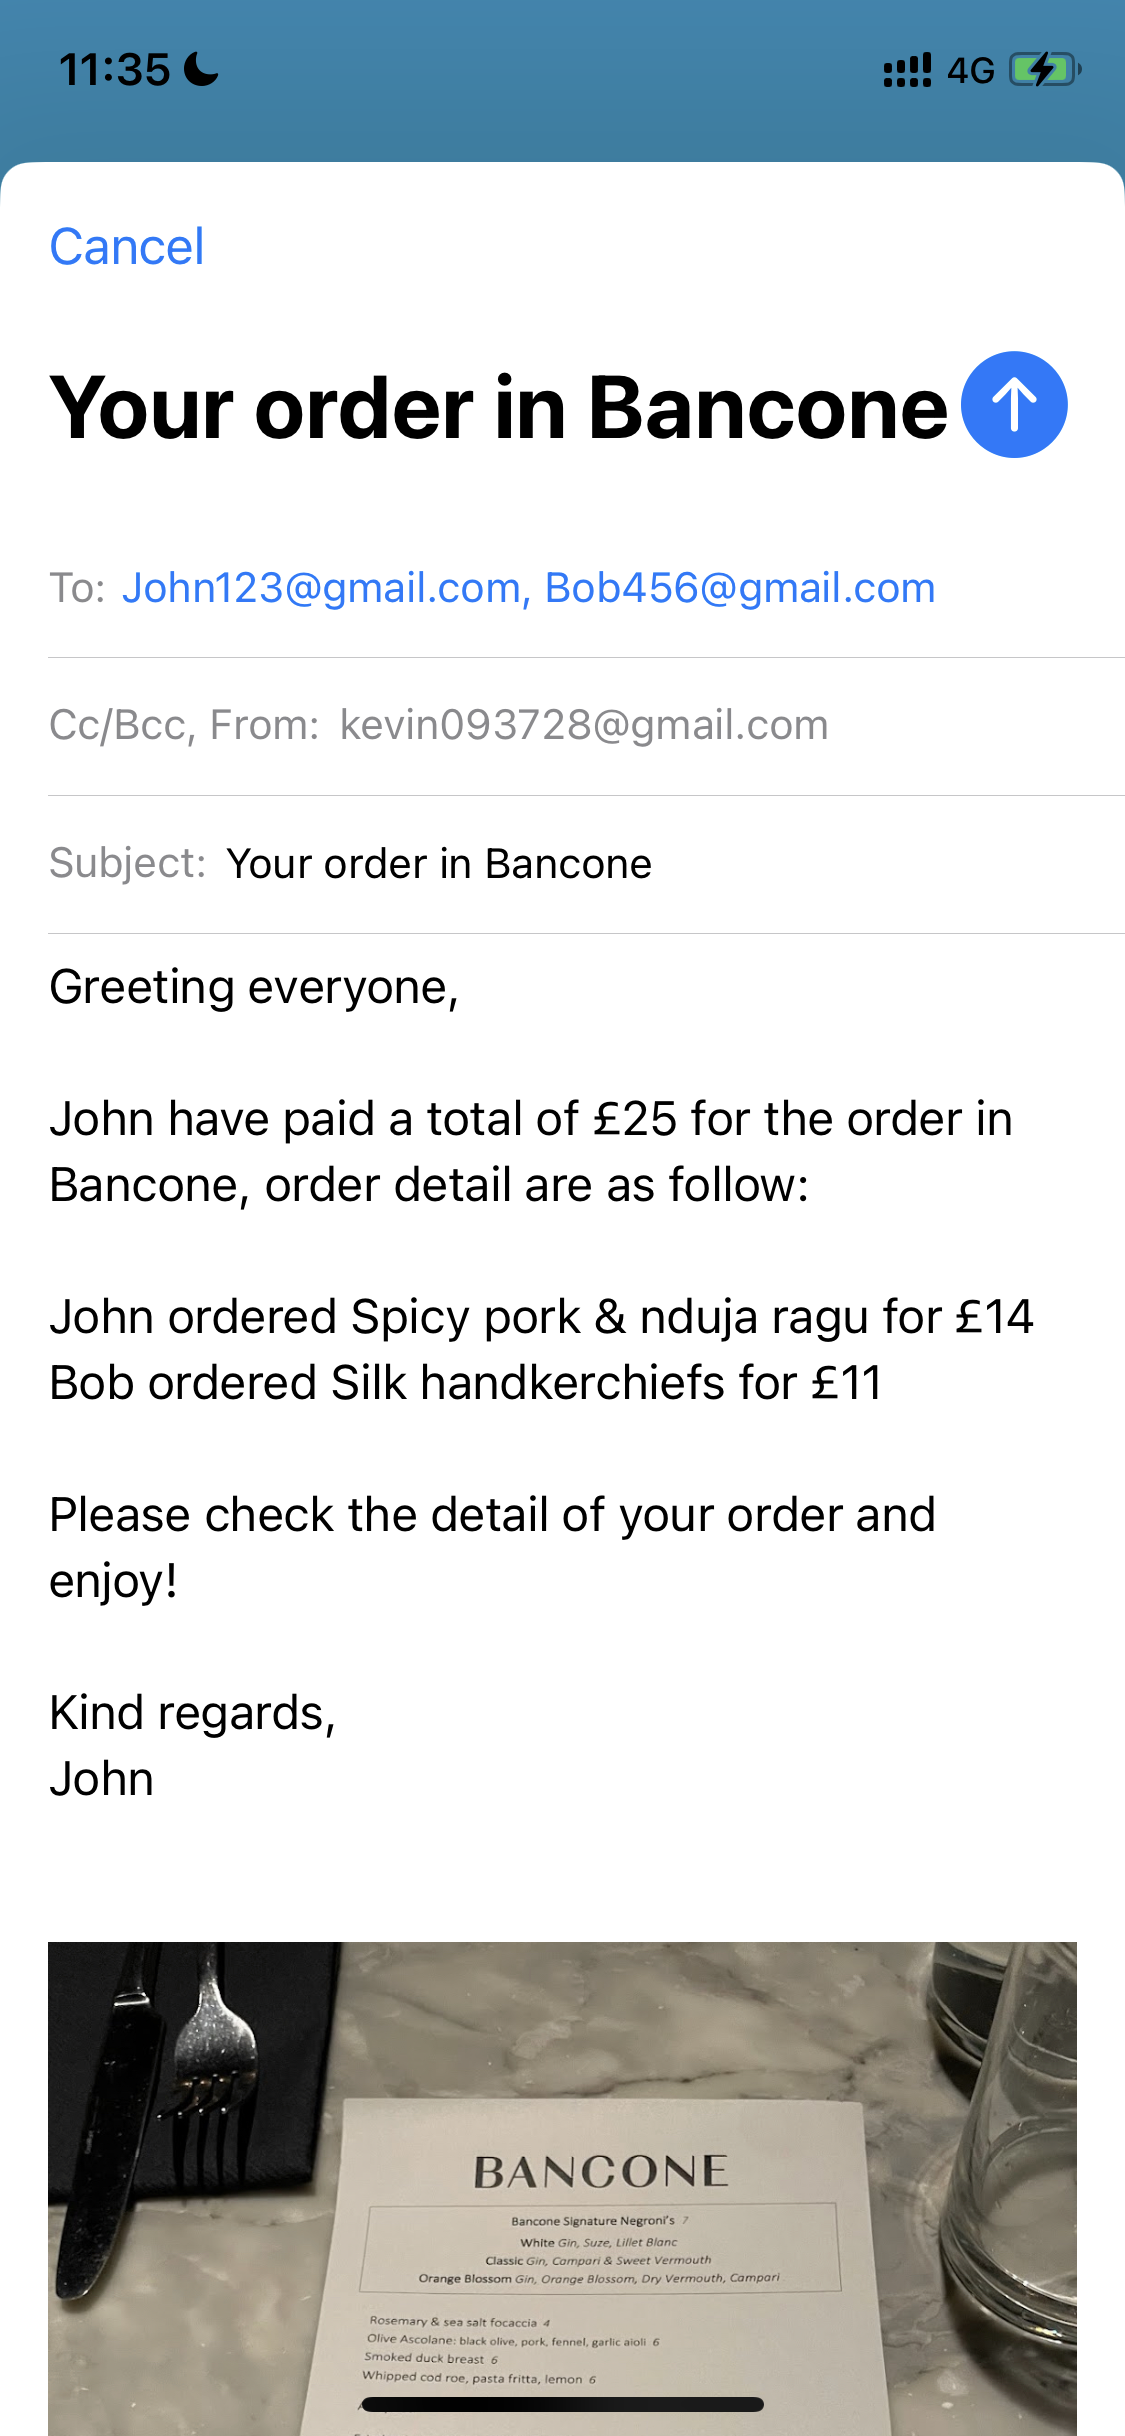 11:35
4G
Cancel
Your order in Bancone
To: John123@gmail.com, Bob456@gmail.com
Cc/Bcc, From: kevin093728@gmail.com
Subject: Your order in Bancone
Greeting everyone,
John have paid a total of £25 for the order in
Bancone, order detail are as follow:
John ordered Spicy pork & nduja ragu for £14
Bob ordered Silk handkerchiefs for £11
Please check the detail of your order and
enjoy!
Kind regards,
John
BANCONE
Bancone Signature Negroni's 7
White Gin, Suze, Lillet Blanc
Classic Gin, Campari & Sweet Vermouth
Orange Blossom Gin, Orange Blossom, Dry Vermouth, Campari
Rosemary & sea salt focaccia 4
Olive Ascolane: black olive, pork, fennel, garlic aioli 6
Smoked duck breast 6
Whipped cod roe, pasta fritta, lemon 6